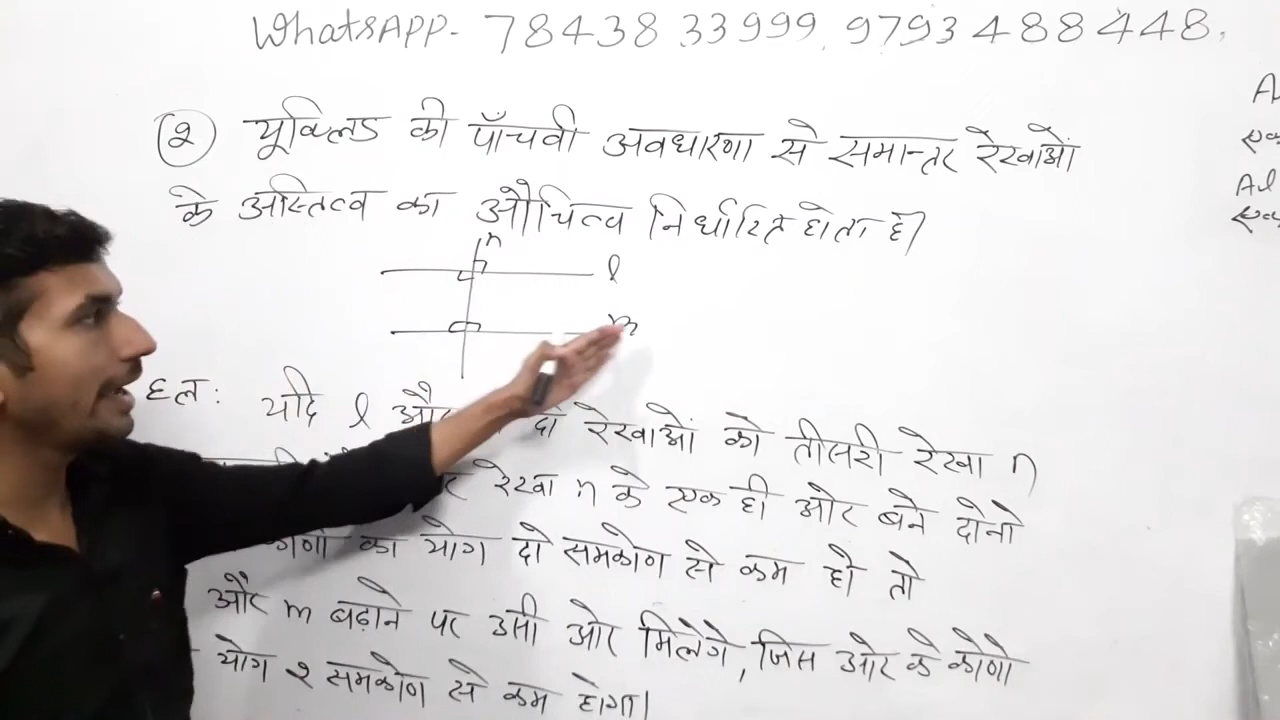 WhatsAPP- 7843833999, 9793488448,
② यूक्लिड की पाँचवी अवधारणा से समान्तर रेखाओं
के अस्तित्व का औचित्य निर्धारित होता है।
n
l
m
हल: यदि l और दो रेखाओं को तीसरी रेखा n
रेखा n के एक ही ओर बने दोनो
का योग दो समकोण से कम हो तो
और m बढ़ाने पर उसी ओर मिलेंगे, जिस ओर के कोणो
योग २ समकोण से कम होगा।